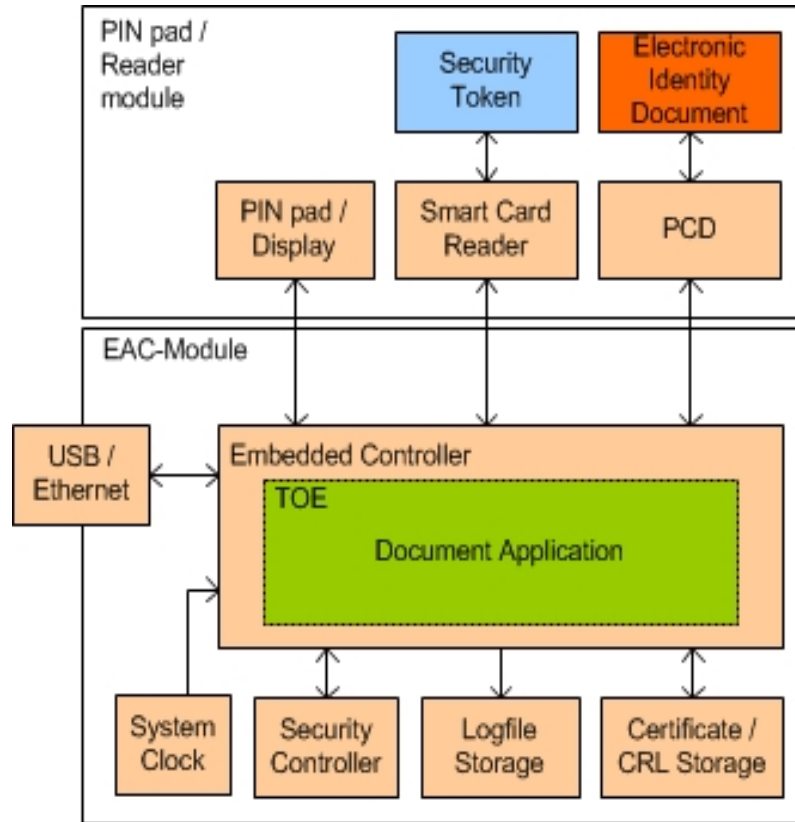 PIN pad /
Reader
module
Security
Token
Electronic
Identity
Document
PIN pad /
Display
Smart Card
Reader
PCD
EAC-Module
USB /
Ethernet
Embedded Controller
TOE
Document Application
System
Clock
Security
Controller
Logfile
Storage
Certificate /
CRL Storage